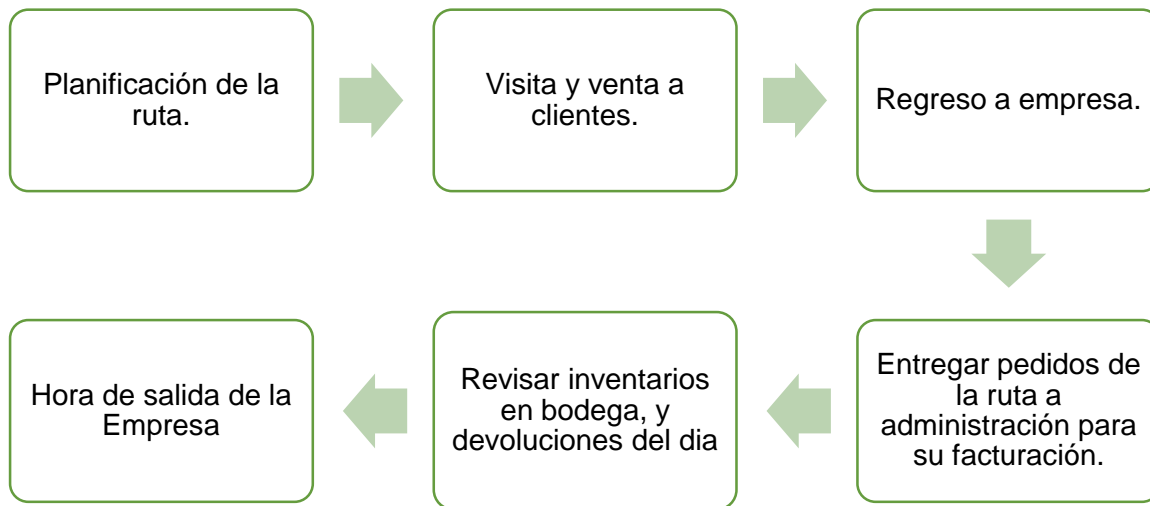 Planificación de la
ruta.
Visita y venta a
clientes.
Regreso a empresa.
Entregar pedidos de
la ruta a
administración para
su facturación.
Revisar inventarios
en bodega, y
devoluciones del dia
Hora de salida de la
Empresa